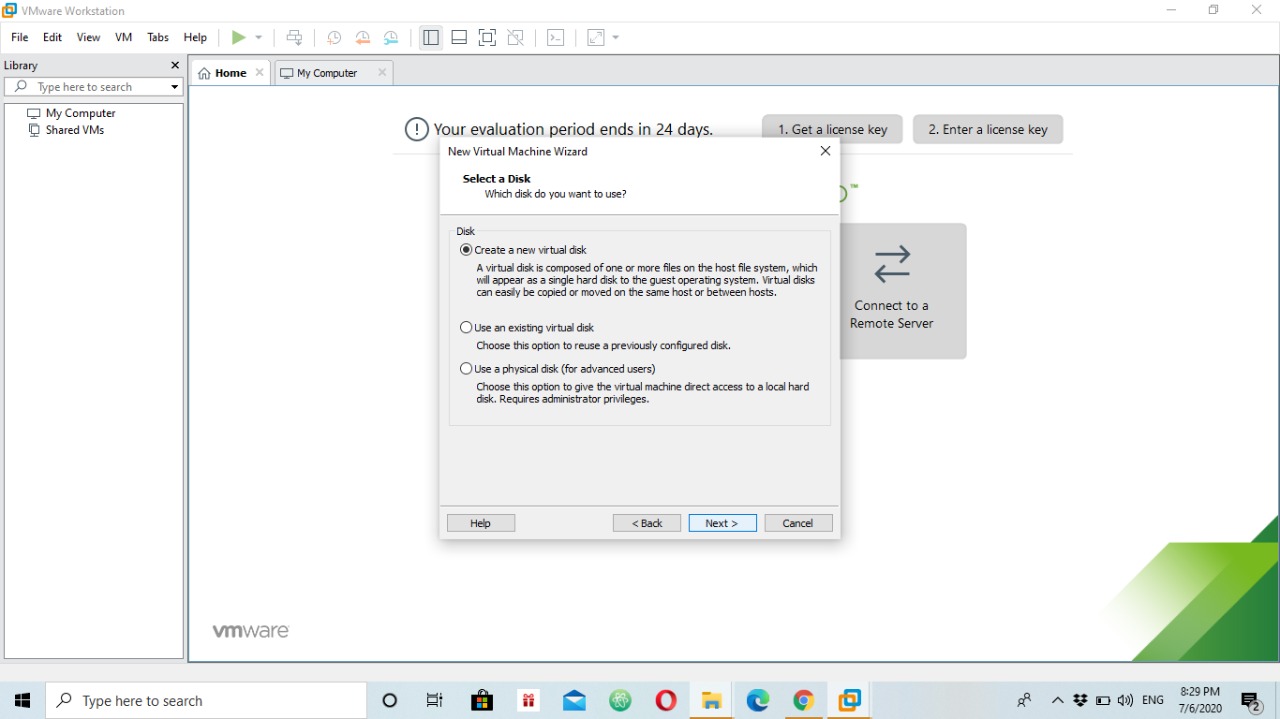 VMware Workstation
File Edit View VM Tabs Help
Library
Type here to search
My Computer
Shared VMs
Home
My Computer
Your evaluation period ends in 24 days.
1. Get a license key
2. Enter a license key
New Virtual Machine Wizard
Select a Disk
Which disk do you want to use?
™
Disk
Create a new virtual disk
A virtual disk is composed of one or more files on the host file system, which
will appear as a single hard disk to the guest operating system. Virtual disks
can easily be copied or moved on the same host or between hosts.
Use an existing virtual disk
Choose this option to reuse a previously configured disk.
Use a physical disk (for advanced users)
Choose this option to give the virtual machine direct access to a local hard
disk. Requires administrator privileges.
Connect to a
Remote Server
Help
< Back
Next >
Cancel
vmware
Type here to search
ENG
8:29 PM
7/6/2020
2